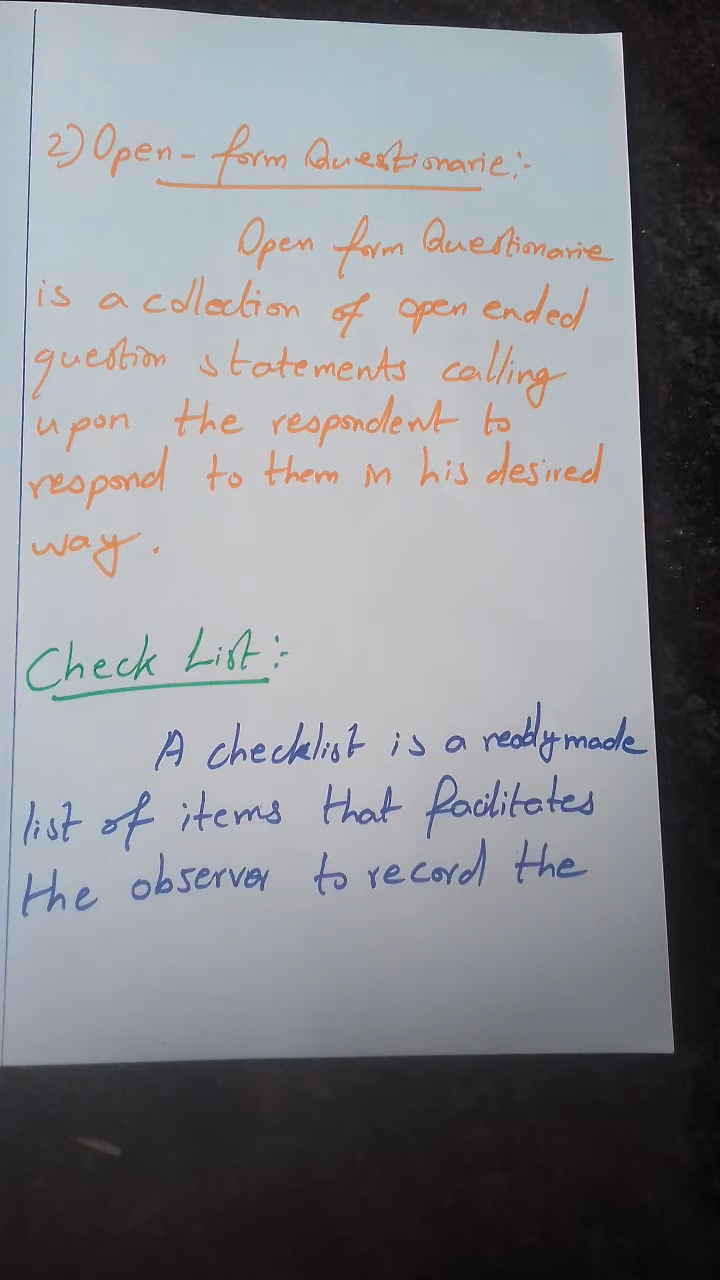 2) Open - form Questionarie:-
Open form Questionarie
is a collection of open ended
question statements calling
upon the respondent to
respond to them in his desired
way.
Check List:-
A checklist is a readymade
list of items that facilitates
the observer to record the